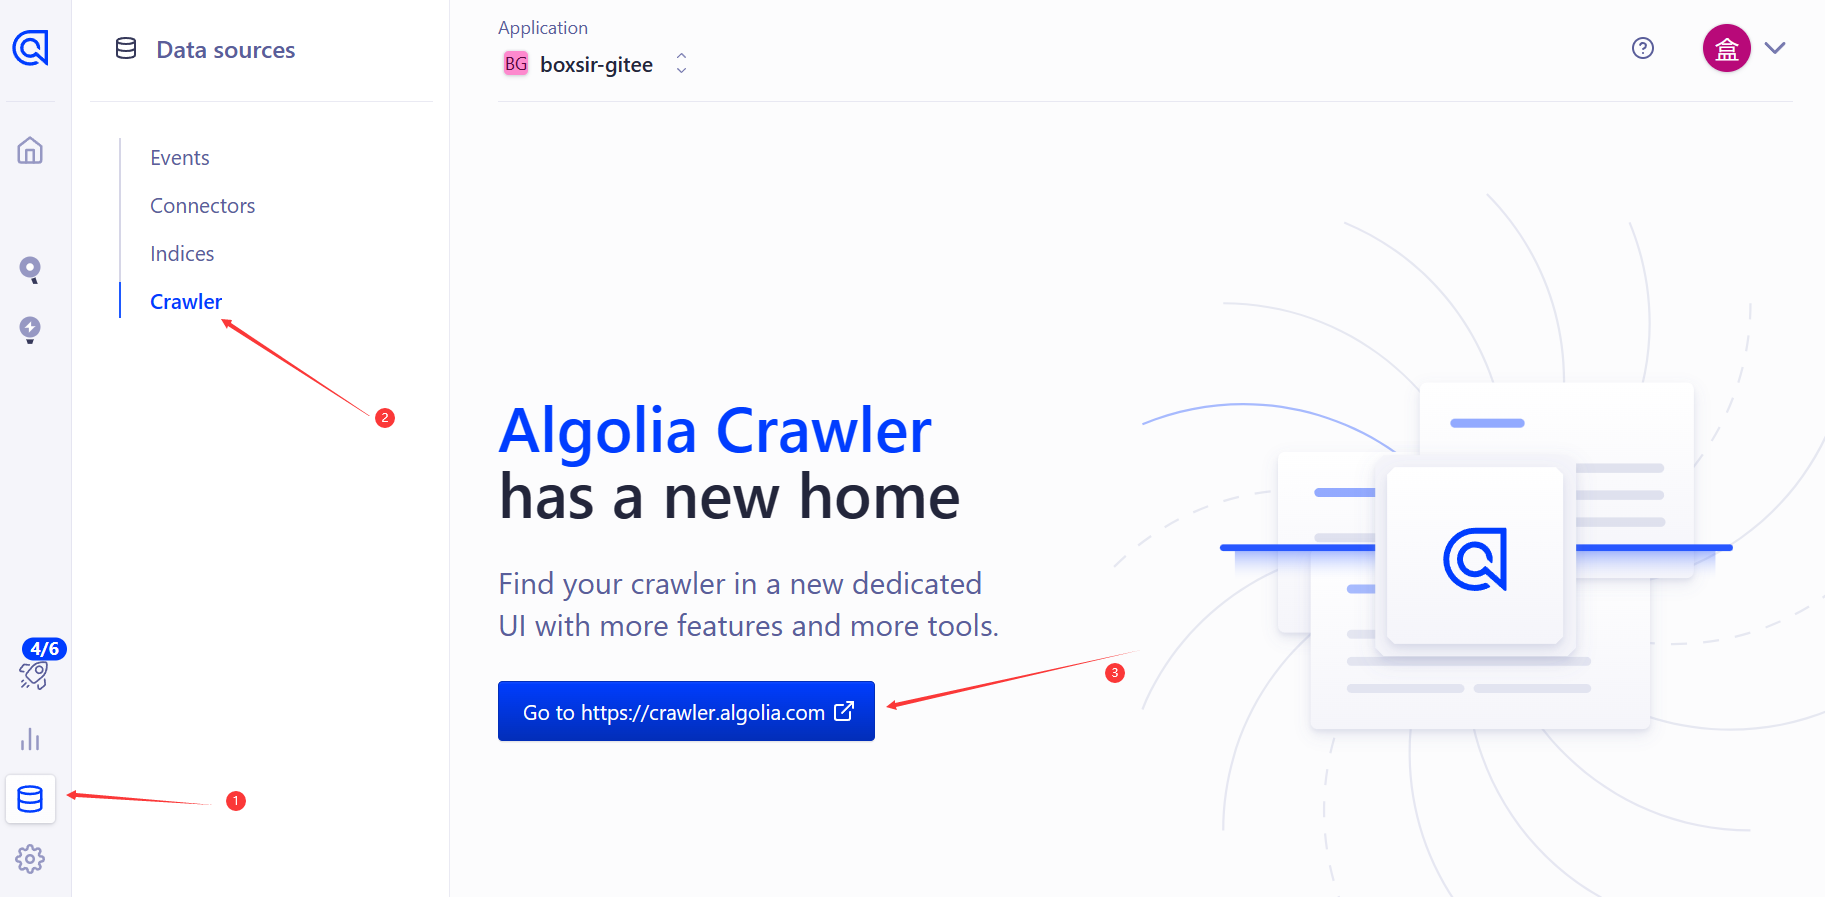 Data sources
Events
Connectors
Indices
Crawler
2
4/6
1
Application
BG boxsir-gitee
盒
Algolia Crawler
has a new home
Find your crawler in a new dedicated
UI with more features and more tools.
3
Go to https://crawler.algolia.com